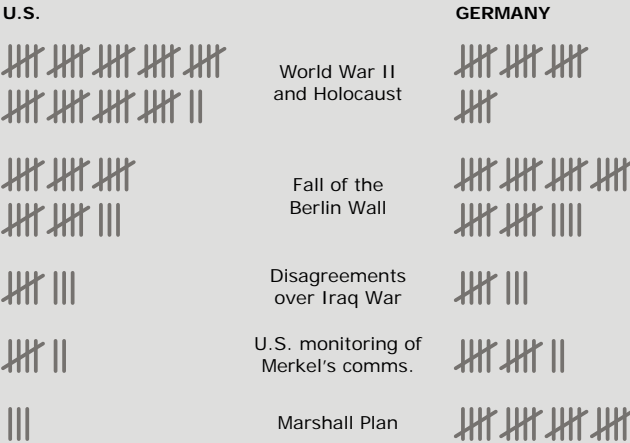 U.S.
GERMANY
World War II
and Holocaust
Fall of the
Berlin Wall
Disagreements
over Iraq War
U.S. monitoring of
Merkel's comms.
Marshall Plan